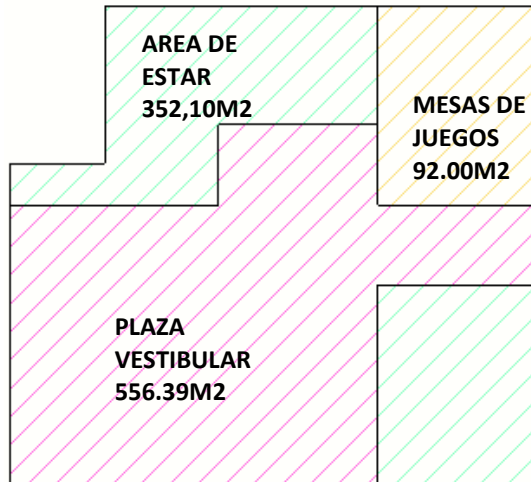 AREA DE
ESTAR
352,10M2
MESAS DE
JUEGOS
92.00M2
PLAZA
VESTIBULAR
556.39M2